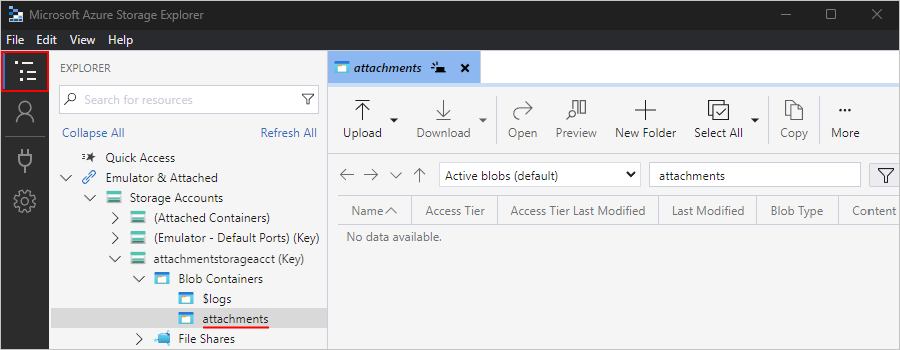 Microsoft Azure Storage Explorer
File Edit View Help
EXPLORER
Search for resources
Collapse All Refresh All
Quick Access
Emulator & Attached
Storage Accounts
(Attached Containers)
(Emulator - Default Ports) (Key)
attachmentstorageacct (Key)
Blob Containers
$logs
attachments
File Shares
attachments
Upload Download Open Preview New Folder Select All Copy More
Active blobs (default) attachments
Name Access Tier Access Tier Last Modified Last Modified Blob Type Content
No data available.